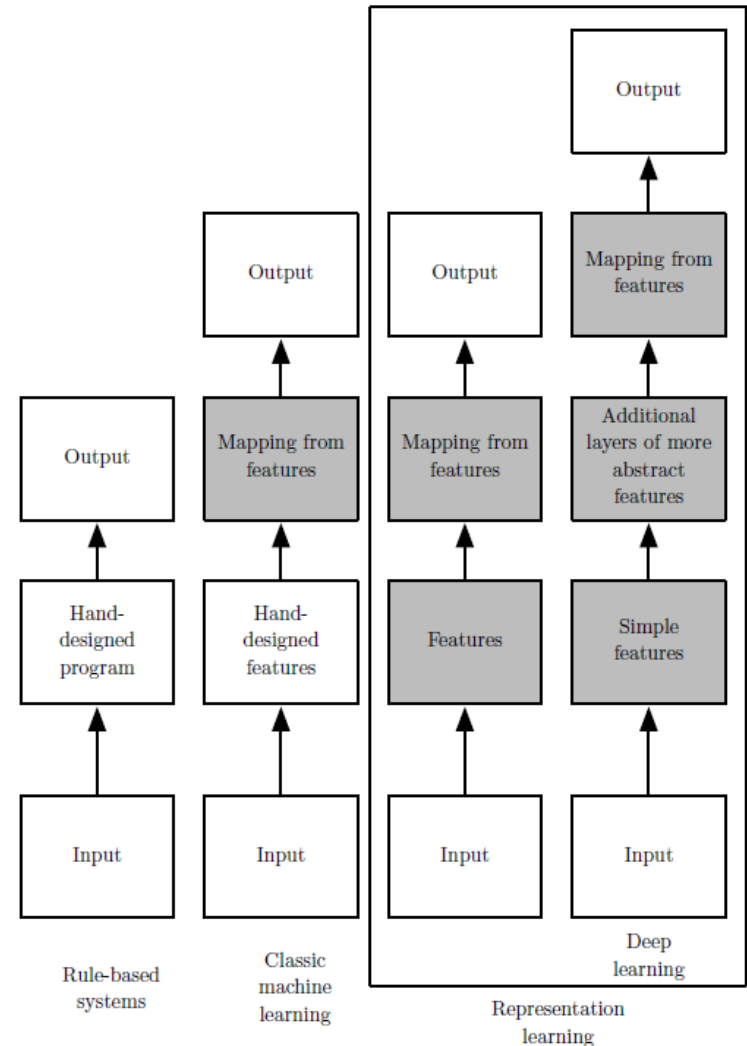 Output
Output
Output
Mapping from
features
Output
Mapping from
features
Mapping from
features
Additional
layers of more
abstract
features
Hand-
designed
program
Hand-
designed
features
Features
Simple
features
Input
Input
Input
Input
Rule-based
systems
Classic
machine
learning
Deep
learning
Representation
learning